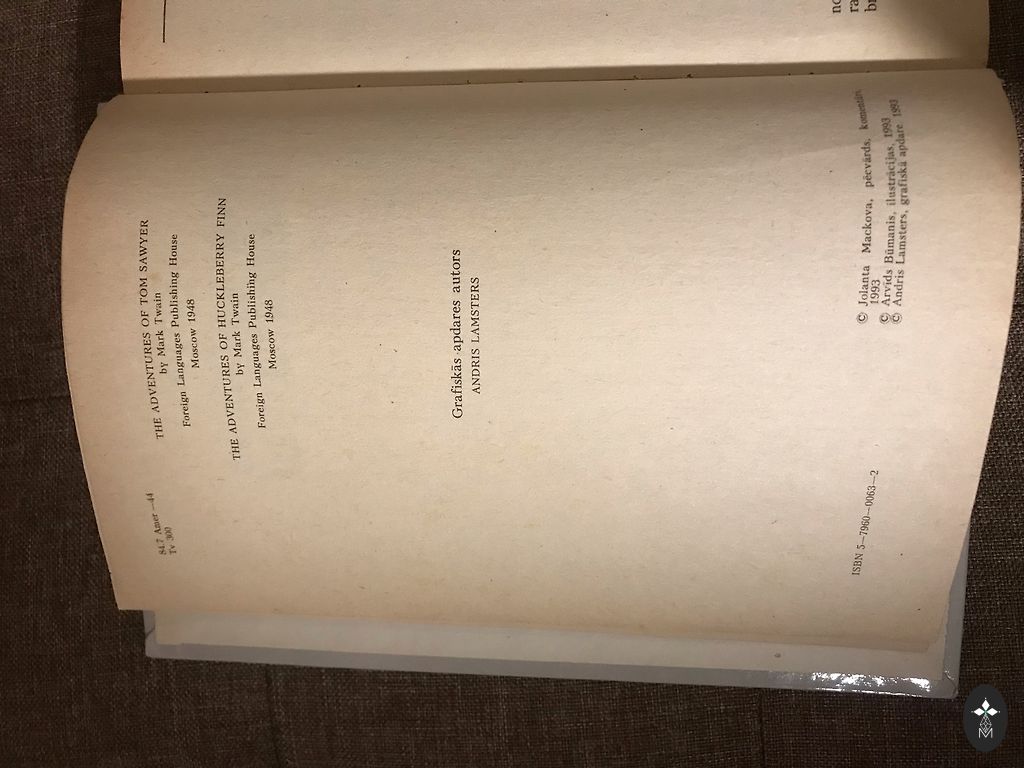 84.7 Amer—44
Tv 300
THE ADVENTURES OF TOM SAWYER
by Mark Twain
Foreign Languages Publishing House
Moscow 1948
THE ADVENTURES OF HUCKLEBERRY FINN
by Mark Twain
Foreign Languages Publishing House
Moscow 1948
Grafiskās apdares autors
ANDRIS LAMSTERS
ISBN 5—7960—0063—2
© Jolanta Mackova, pēcvārds, komentārs,
1993
© Arvīds Būmanis, ilustrācijas, 1993
© Andris Lamsters, grafiskā apdare 1993